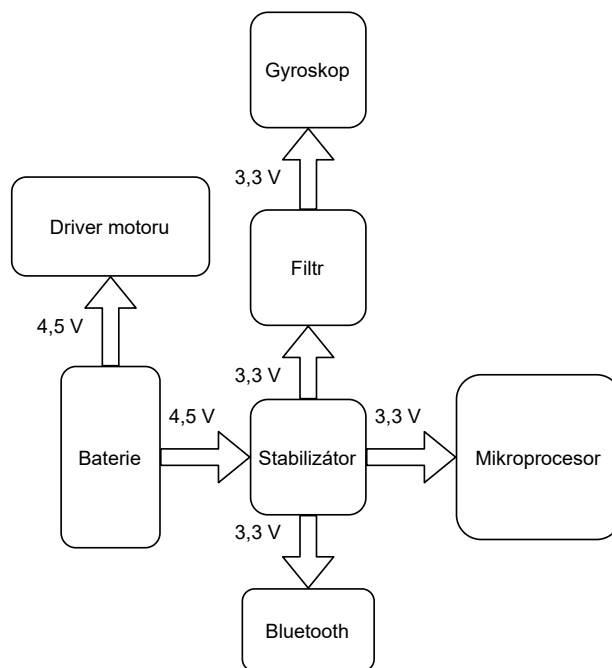 Gyroskop
3,3 V
Driver motoru
Filtr
4,5 V
3,3 V
4,5 V
3,3 V
Baterie
Stabilizátor
Mikroprocesor
3,3 V
Bluetooth